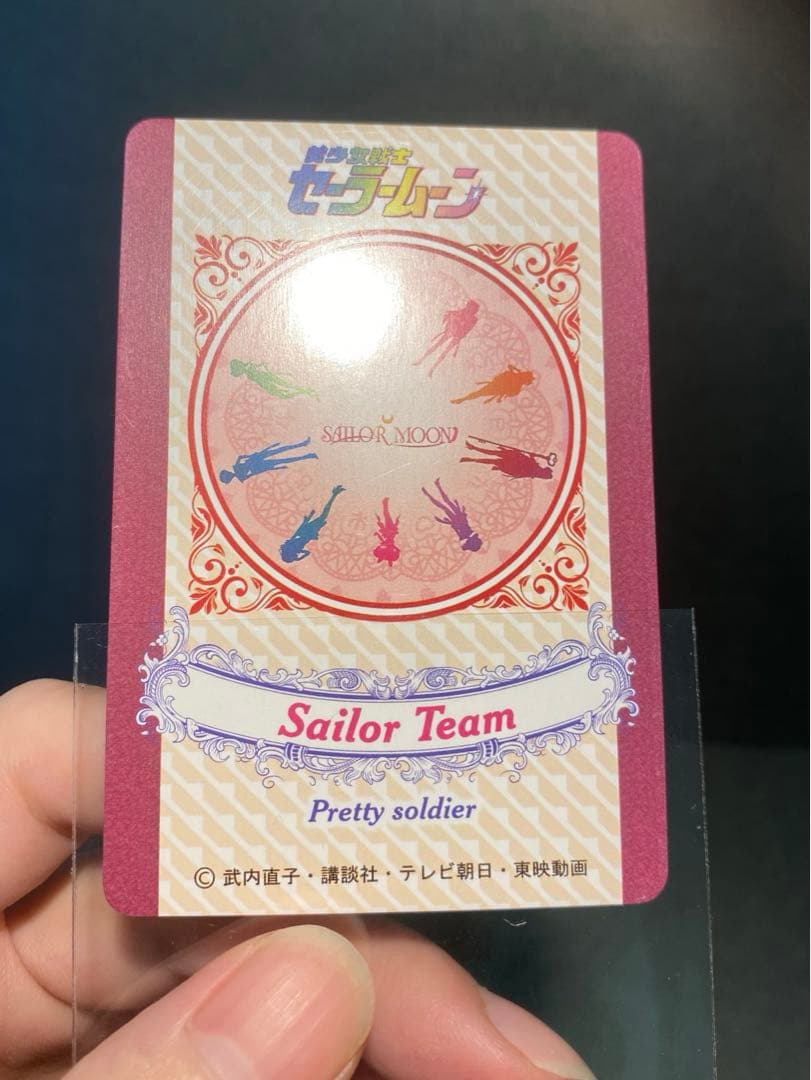 美少女戦士
セーラームーン
SAILOR MOON
Sailor Team
Pretty soldier
© 武内直子・講談社・テレビ朝日・東映動画